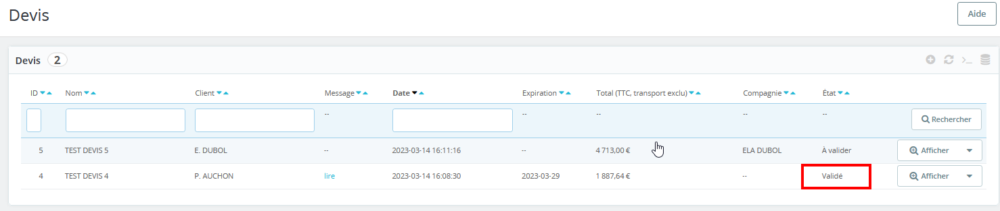 Devis
Aide
Devis 2
ID Nom Client Message Date Expiration Total (TTC, transport exclu) Compagnie État
-- -- -- -- -- Rechercher
5 TEST DEVIS 5 E. DUBOL -- 2023-03-14 16:11:16 -- 4 713,00 € ELA DUBOL À valider Afficher
4 TEST DEVIS 4 P. AUCHON lire 2023-03-14 16:08:30 2023-03-29 1 887,64 € -- Validé Afficher